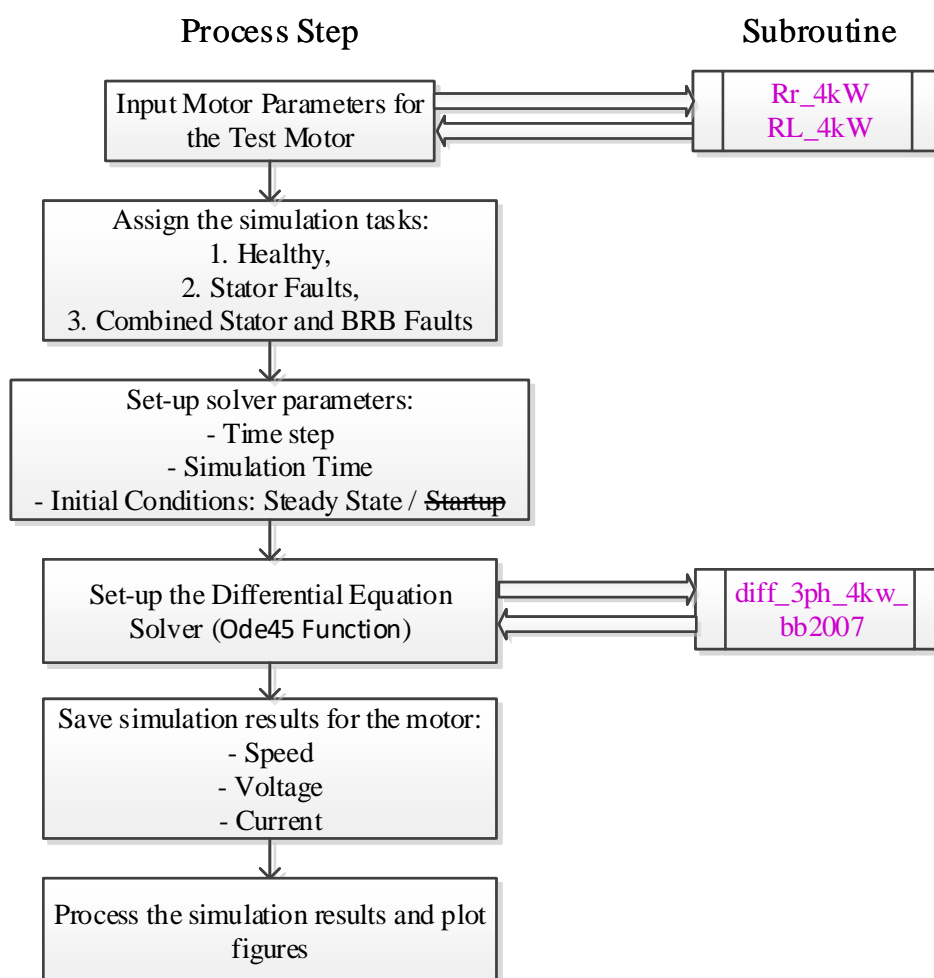 Process Step
Subroutine
Input Motor Parameters for
the Test Motor
Rr_4kW
RL_4kW
Assign the simulation tasks:
1. Healthy,
2. Stator Faults,
3. Combined Stator and BRB Faults
Set-up solver parameters:
- Time step
- Simulation Time
- Initial Conditions: Steady State / Startup
Set-up the Differential Equation
Solver (Ode45 Function)
diff_3ph_4kw_
bb2007
Save simulation results for the motor:
- Speed
- Voltage
- Current
Process the simulation results and plot
figures